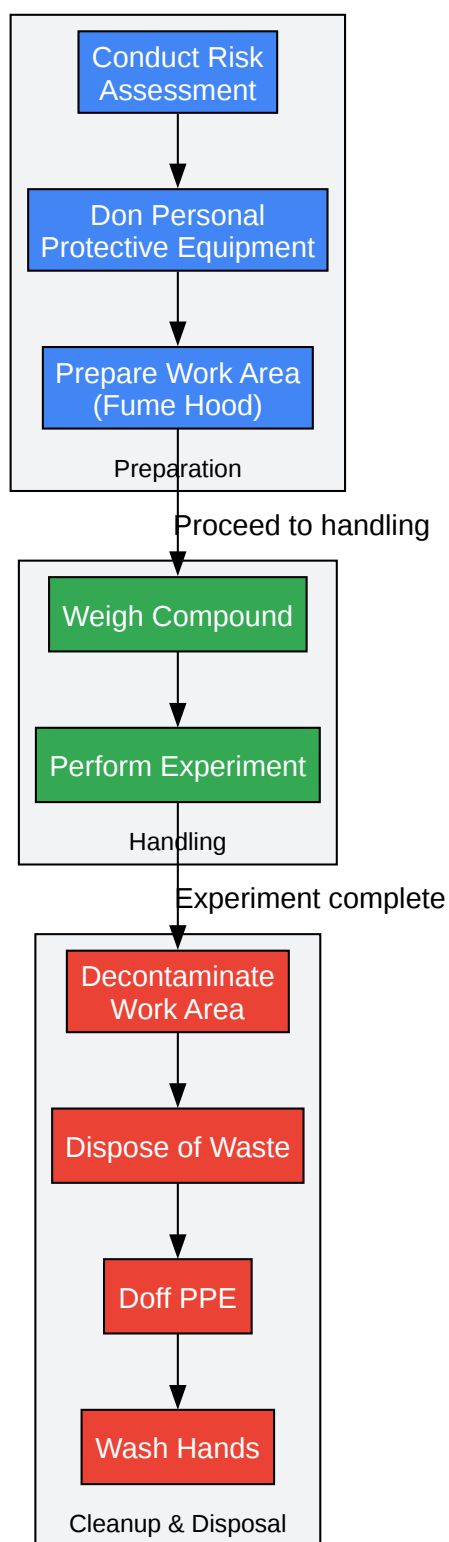 Conduct Risk
Assessment
Don Personal
Protective Equipment
Prepare Work Area
(Fume Hood)
Preparation
Proceed to handling
Weigh Compound
Perform Experiment
Handling
Experiment complete
Decontaminate
Work Area
Dispose of Waste
Doff PPE
Wash Hands
Cleanup & Disposal